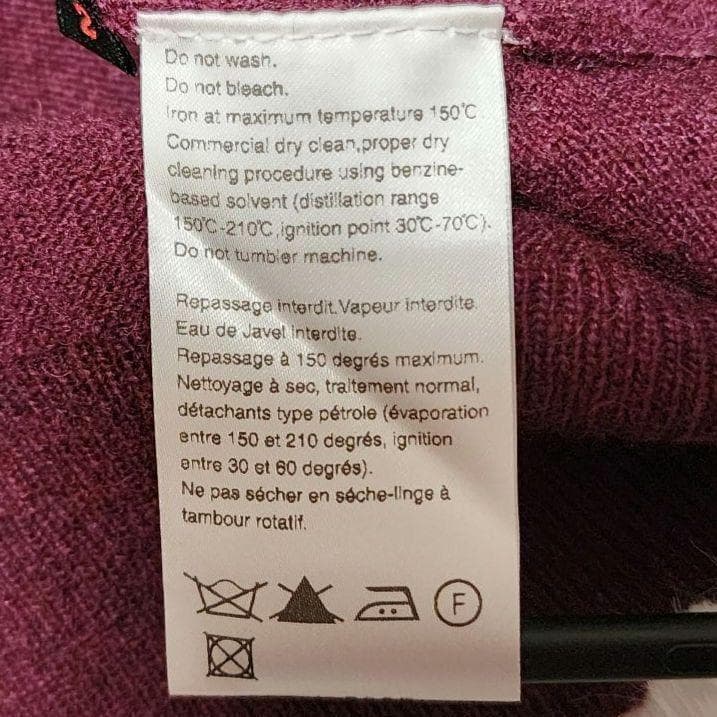 Do not wash.
Do not bleach.
Iron at maximum temperature 150℃
Commercial dry clean,proper dry
cleaning procedure using benzine-
based solvent (distillation range
150℃-210℃,ignition point 30℃-70℃).
Do not tumbler machine.
Repassage interdit.Vapeur interdite.
Eau de Javel interdite.
Repassage à 150 degrés maximum.
Nettoyage à sec, traitement normal,
détachants type pétrole (évaporation
entre 150 et 210 degrés, ignition
entre 30 et 60 degrés).
Ne pas sécher en séche-linge à
tambour rotatif.
F